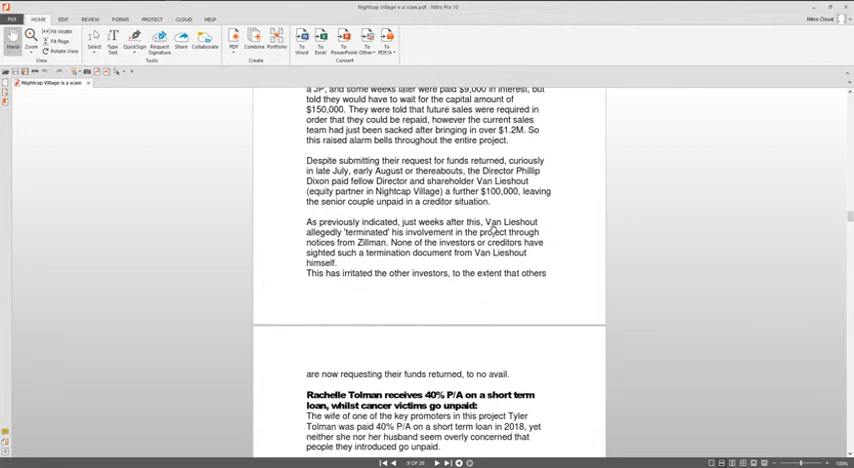 Nightcap Village is a scam.pdf - Nitro Pro 10
FILE HOME EDIT REVIEW FORMS PROTECT CLOUD HELP
Nitro Cloud
Hand
Zoom
Fit Width
Fit Page
Rotate View
Select
Type Text
QuickSign
Request Signature
Share
Collaborate
PDF
Combine
Portfolio
To Word
To Excel
To PowerPoint
To Other
To PDF/A
View
Tools
Create
Convert
Nightcap Village is a scam
a JP, and some weeks later were paid $9,000 in interest, but
told they would have to wait for the capital amount of
$150,000. They were told that future sales were required in
order that they could be repaid, however the current sales
team had just been sacked after bringing in over $1.2M. So
this raised alarm bells throughout the entire project.
Despite submitting their request for funds returned, curiously
in late July, early August or thereabouts, the Director Phillip
Dixon paid fellow Director and shareholder Van Lieshout
(equity partner in Nightcap Village) a further $100,000, leaving
the senior couple unpaid in a creditor situation.
As previously indicated, just weeks after this, Van Lieshout
allegedly 'terminated' his involvement in the project through
notices from Zillman. None of the investors or creditors have
sighted such a termination document from Van Lieshout
himself.
This has irritated the other investors, to the extent that others
are now requesting their funds returned, to no avail.
Rachelle Tolman receives 40% P/A on a short term
loan, whilst cancer victims go unpaid:
The wife of one of the key promoters in this project Tyler
Tolman was paid 40% P/A on a short term loan in 2018, yet
neither she nor her husband seem overly concerned that
people they introduced go unpaid.
100%